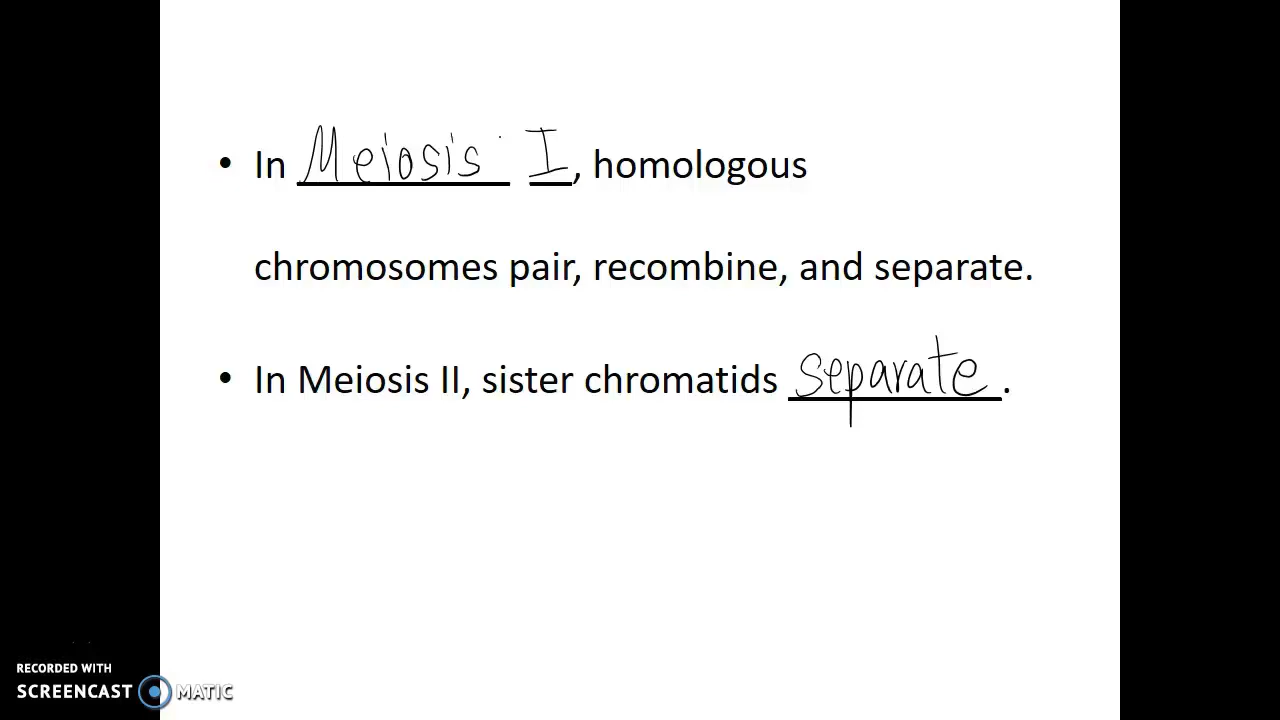 • In Meiosis I, homologous
chromosomes pair, recombine, and separate.
• In Meiosis II, sister chromatids separate.
RECORDED WITH
SCREENCAST MATIC